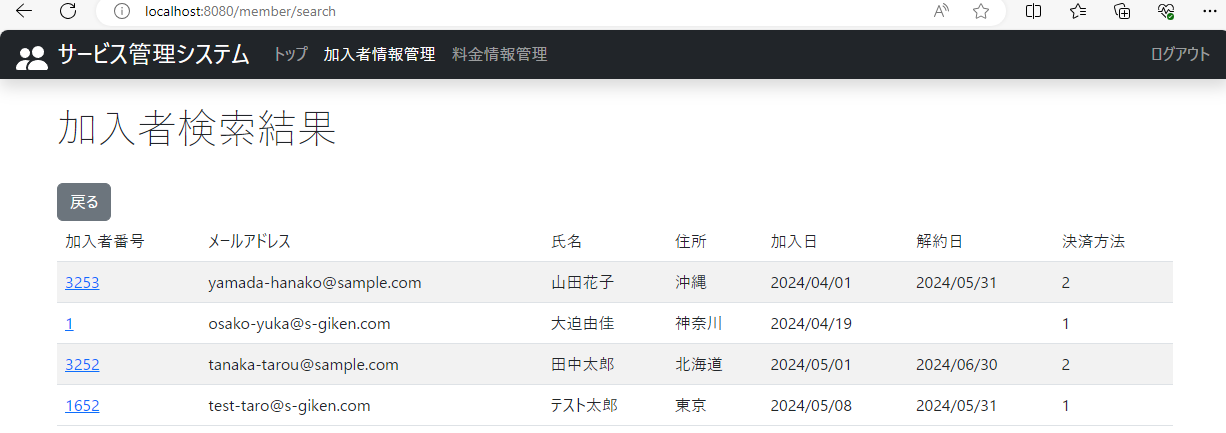 localhost:8080/member/search
サービス管理システム トップ 加入者情報管理 料金情報管理 ログアウト
加入者検索結果
戻る
加入者番号 メールアドレス 氏名 住所 加入日 解約日 決済方法
3253 yamada-hanako@sample.com 山田花子 沖縄 2024/04/01 2024/05/31 2
1 osako-yuka@s-giken.com 大迫由佳 神奈川 2024/04/19 1
3252 tanaka-tarou@sample.com 田中太郎 北海道 2024/05/01 2024/06/30 2
1652 test-taro@s-giken.com テスト太郎 東京 2024/05/08 2024/05/31 1